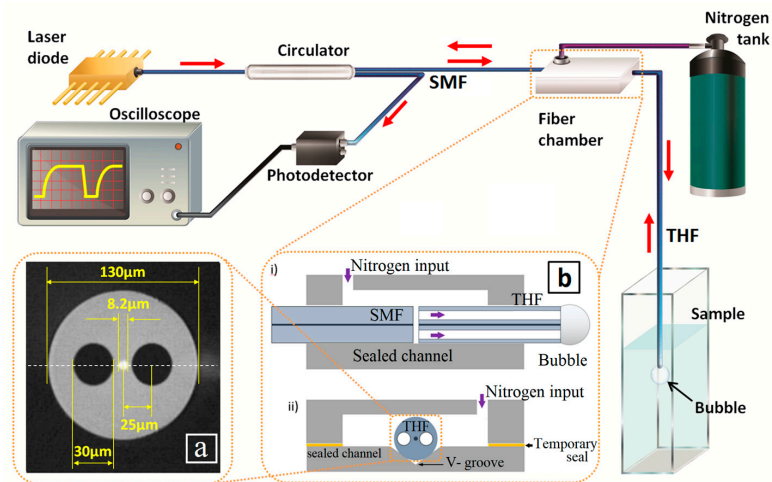 Laser
diode
Circulator
Nitrogen
tank
SMF
Oscilloscope
Photodetector
Fiber
chamber
THF
130μm
8.2μm
25μm
30μm
a
i)
Nitrogen input
b
THF
SMF
Sealed channel
Bubble
ii)
Nitrogen input
THF
sealed channel
Temporary
seal
V- groove
Sample
Bubble